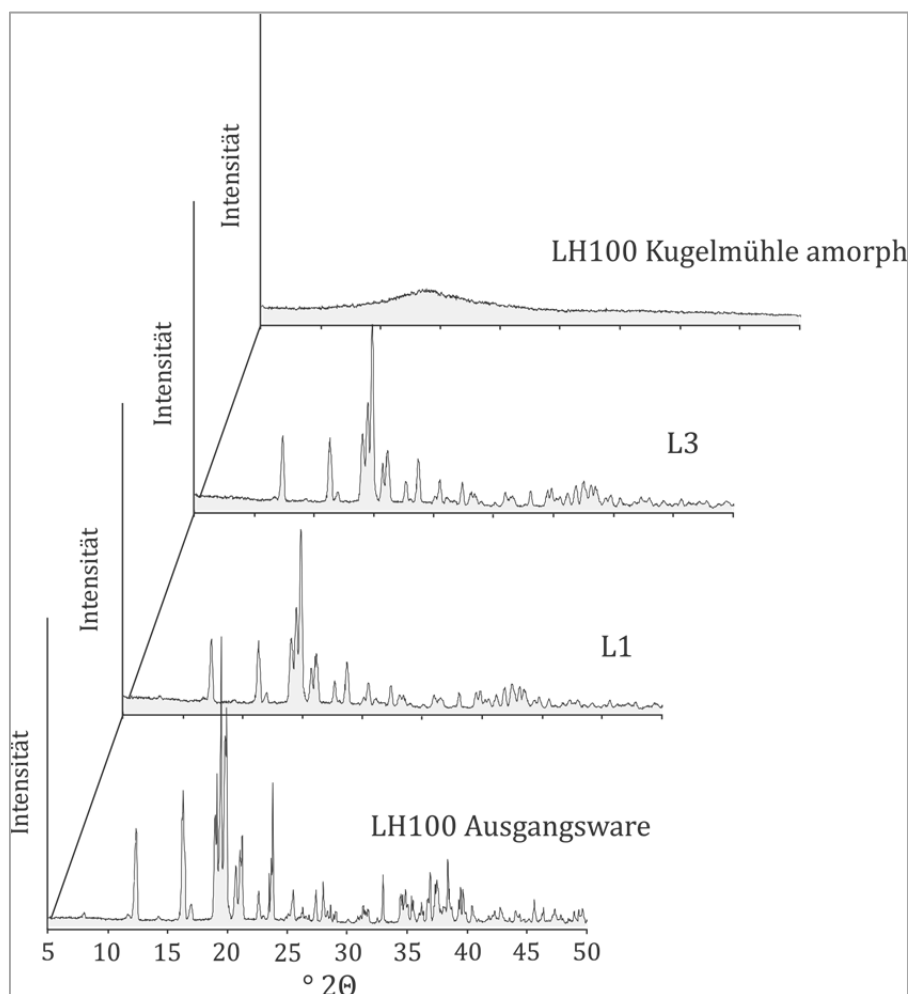 Intensität
LH100 Kugelmühle amorph
Intensität
L3
Intensität
L1
Intensität
LH100 Ausgangsware
5 10 15 20 25 30 35 40 45 50
° 2Θ